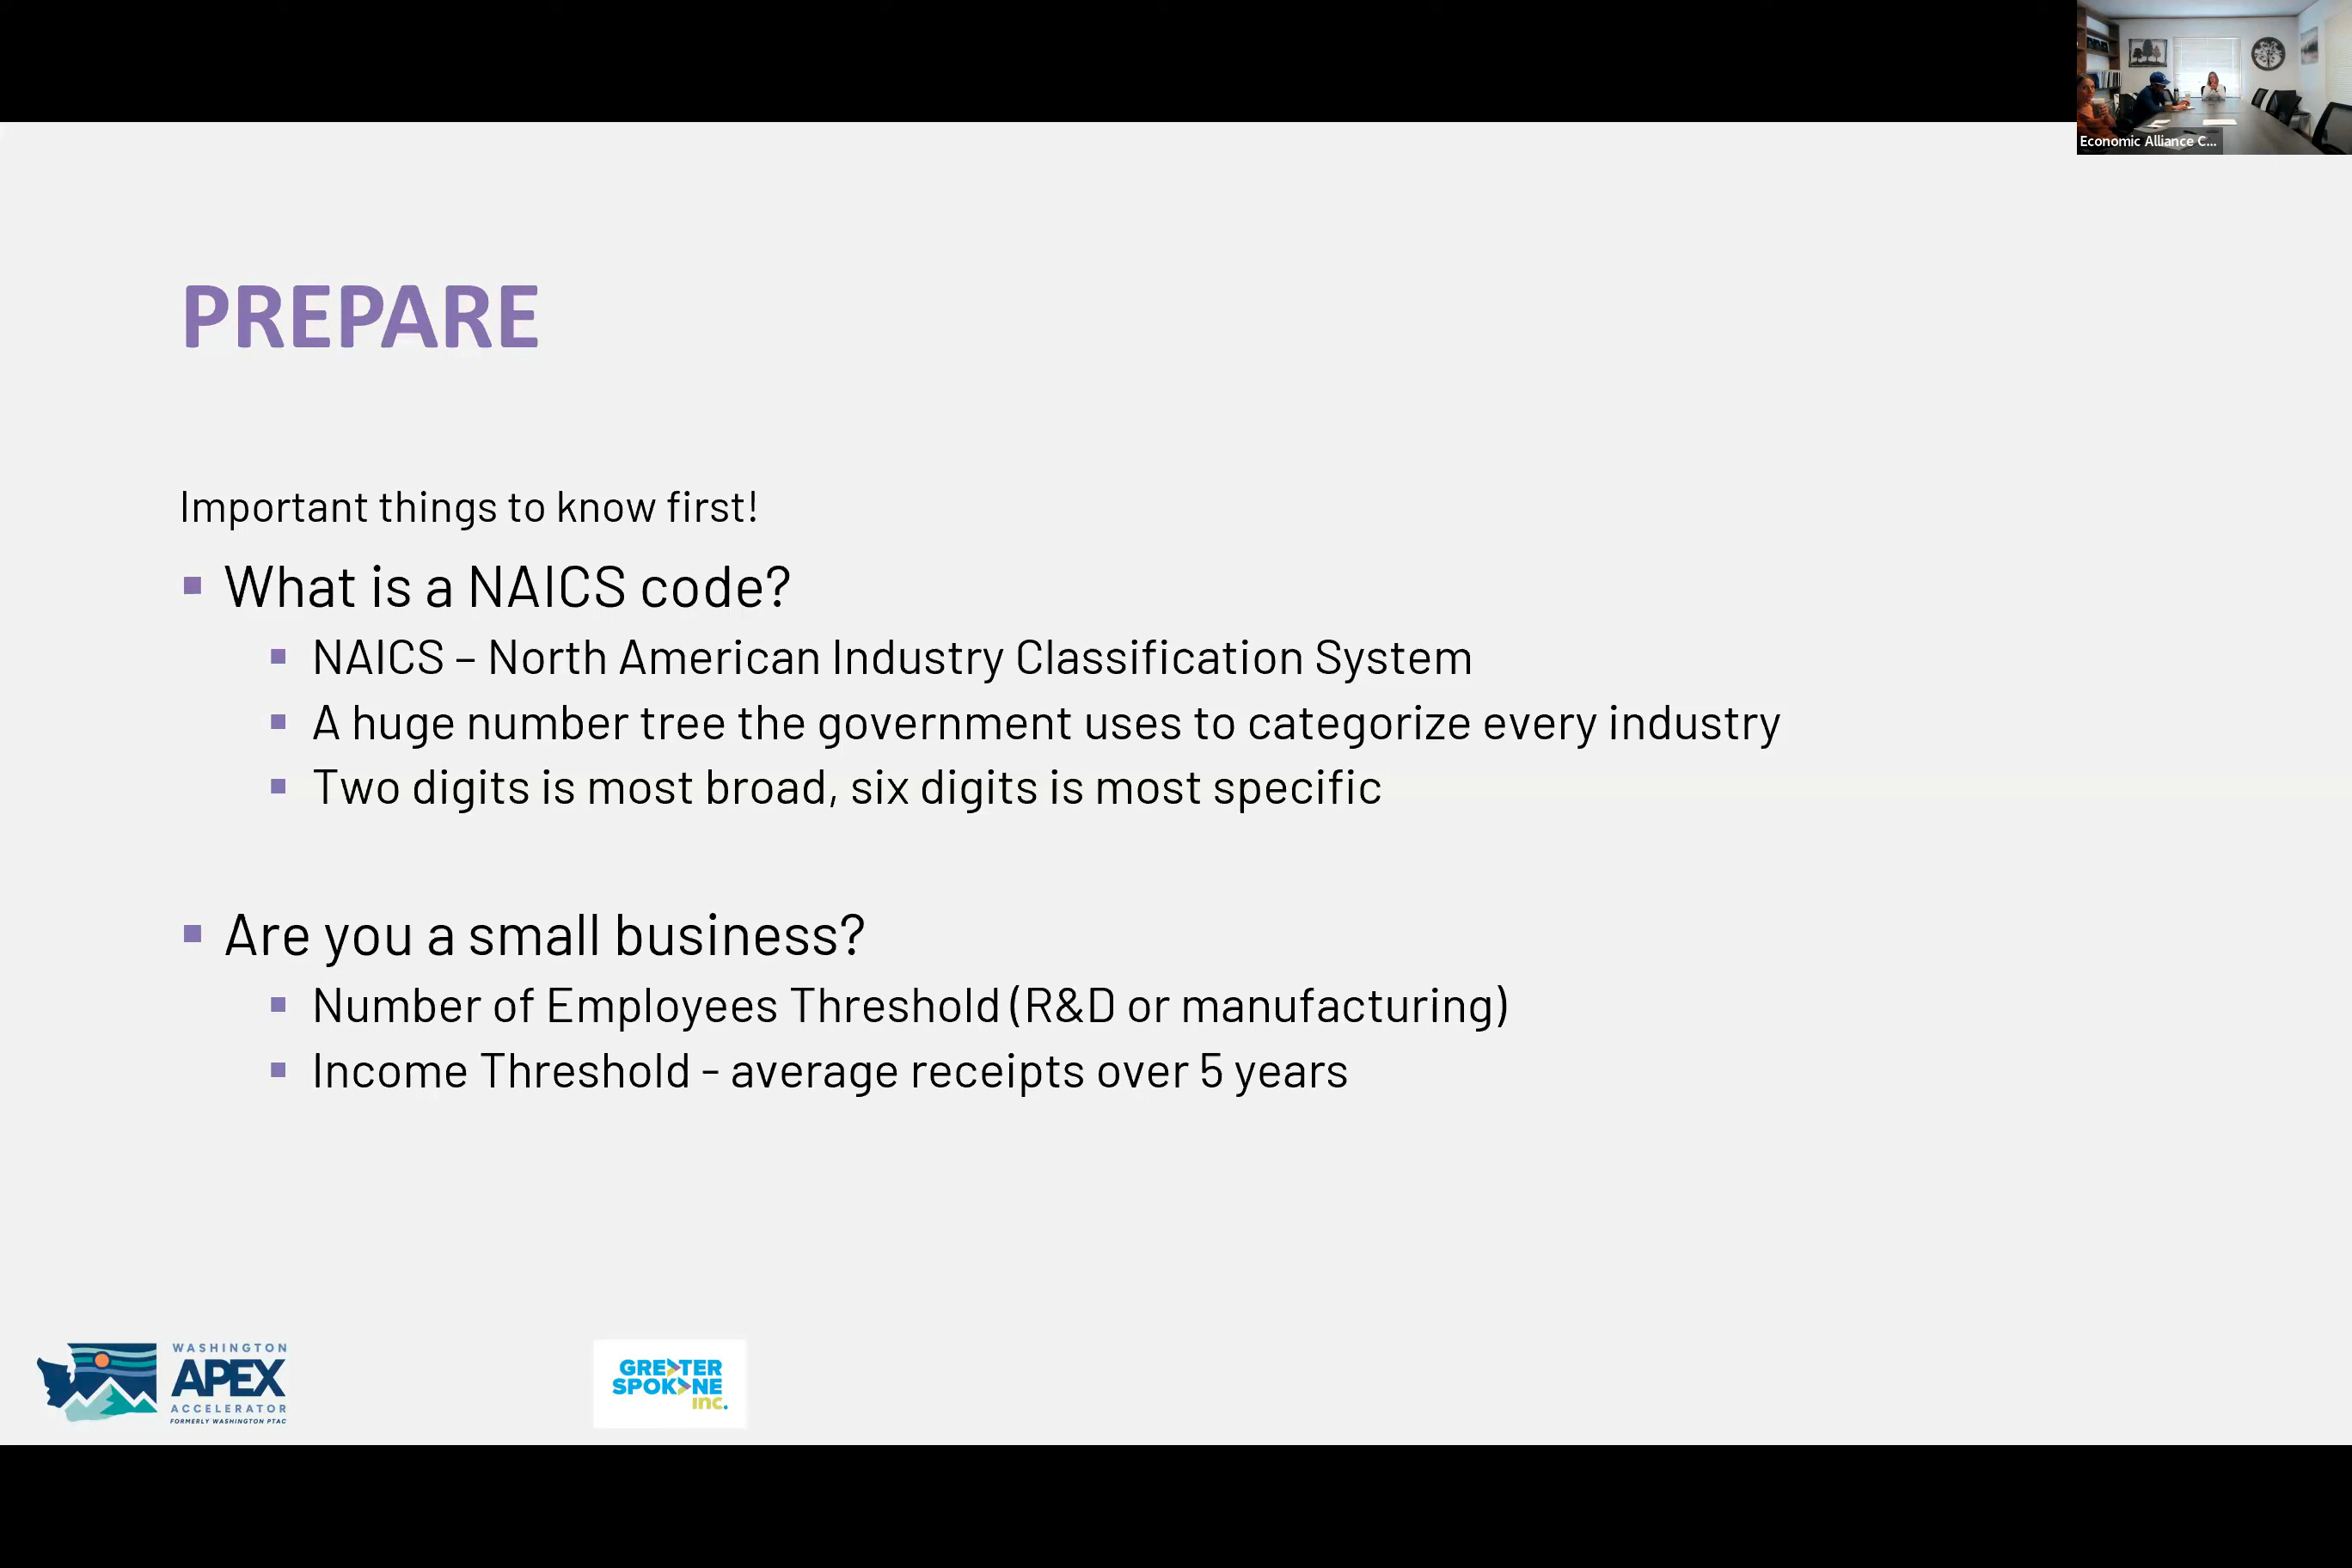 Economic Alliance C...
PREPARE
Important things to know first!
▪ What is a NAICS code?
▪ NAICS – North American Industry Classification System
▪ A huge number tree the government uses to categorize every industry
▪ Two digits is most broad, six digits is most specific
▪ Are you a small business?
▪ Number of Employees Threshold (R&D or manufacturing)
▪ Income Threshold - average receipts over 5 years
WASHINGTON
APEX
ACCELERATOR
FORMERLY WASHINGTON PTAC
GREATER
SPOKANE
inc.